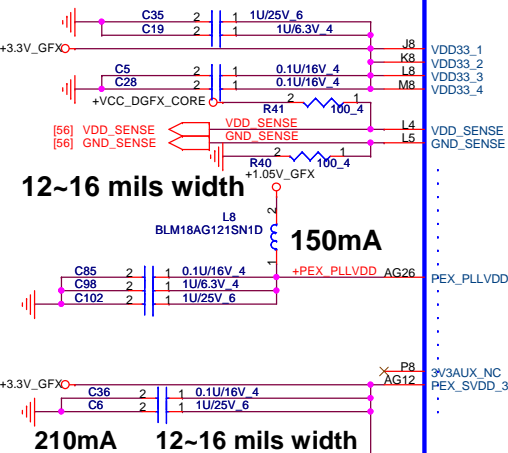 C35 2 1 1U/25V_6
C19 2 1 1U/6.3V_4
+3.3V_GFX
J8 VDD33_1
K8 VDD33_2
C5 2 1 0.1U/16V_4 L8 VDD33_3
C28 2 1 0.1U/16V_4 M8 VDD33_4
+VCC_DGFX_CORE
R41 2 1 100_4
[56] VDD_SENSE VDD_SENSE L4 VDD_SENSE
[56] GND_SENSE GND_SENSE L5 GND_SENSE
R40 2 1 100_4
12~16 mils width
+1.05V_GFX
2
L8
BLM18AG121SN1D
150mA
1
+PEX_PLLVDD AG26 PEX_PLLVDD
C85 2 1 0.1U/16V_4
C98 2 1 1U/6.3V_4
C102 2 1 1U/25V_6
P8 3V3AUX_NC
+3.3V_GFX AG12 PEX_SVDD_3
C36 2 1 0.1U/16V_4
C6 2 1 1U/25V_6
210mA 12~16 mils width